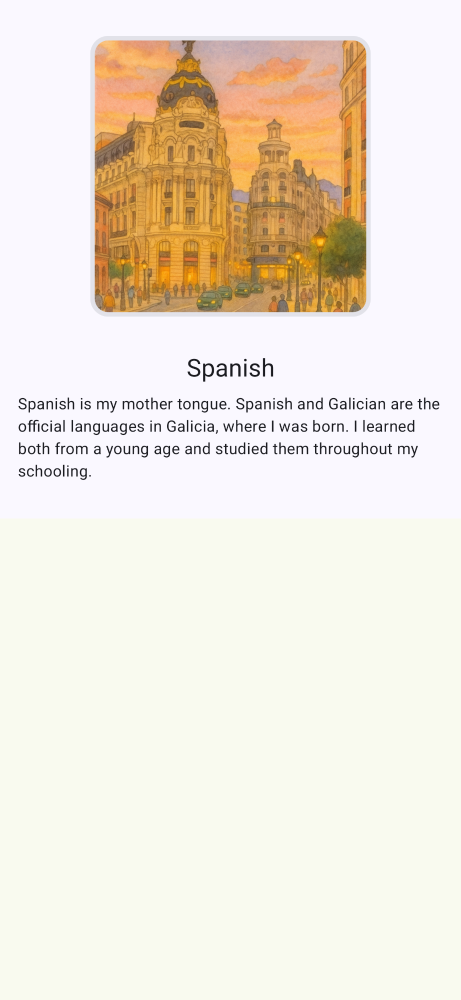 Spanish
Spanish is my mother tongue. Spanish and Galician are the
official languages in Galicia, where I was born. I learned
both from a young age and studied them throughout my
schooling.